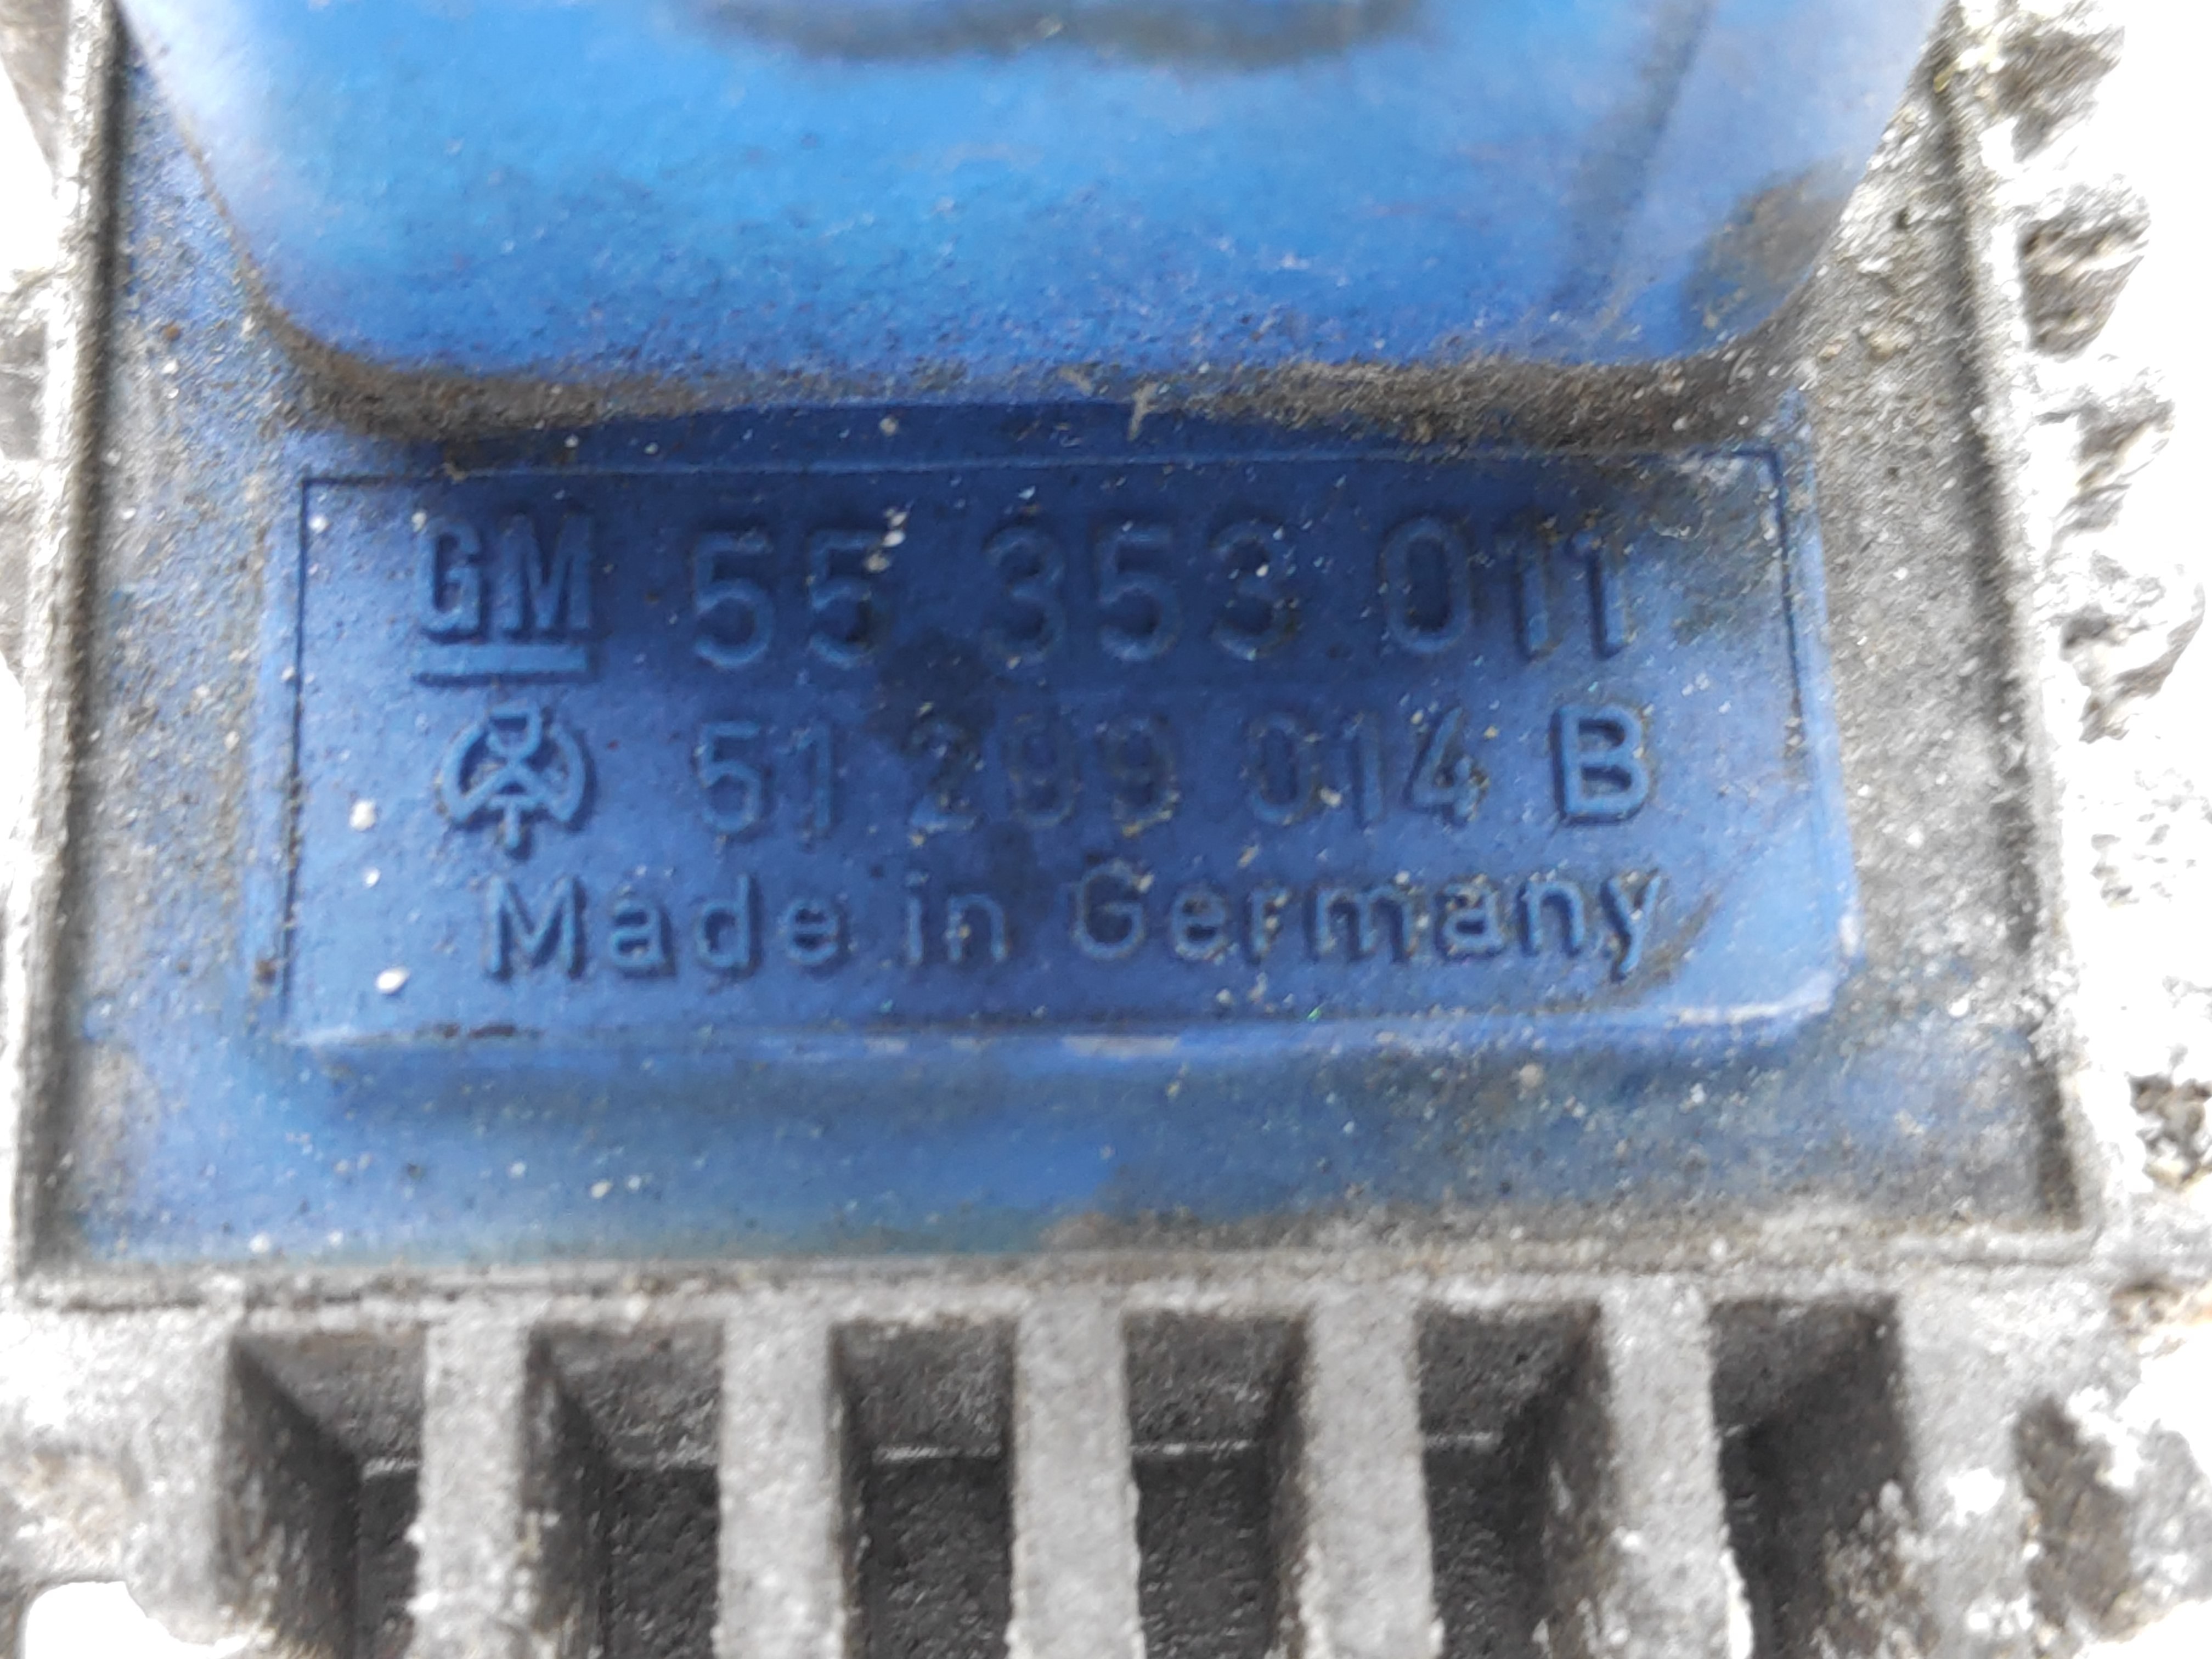 GM 55 353 011
51 299 014 B
Made in Germany